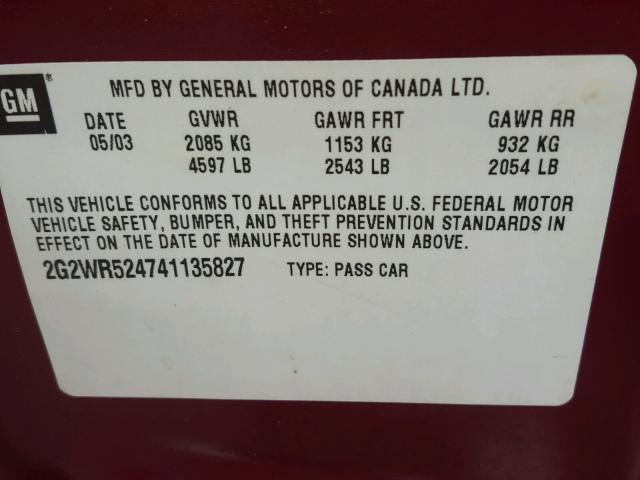 GM
MFD BY GENERAL MOTORS OF CANADA LTD.
DATE GVWR GAWR FRT GAWR RR
05/03 2085 KG 1153 KG 932 KG
4597 LB 2543 LB 2054 LB
THIS VEHICLE CONFORMS TO ALL APPLICABLE U.S. FEDERAL MOTOR
VEHICLE SAFETY, BUMPER, AND THEFT PREVENTION STANDARDS IN
EFFECT ON THE DATE OF MANUFACTURE SHOWN ABOVE.
2G2WR524741135827 TYPE: PASS CAR